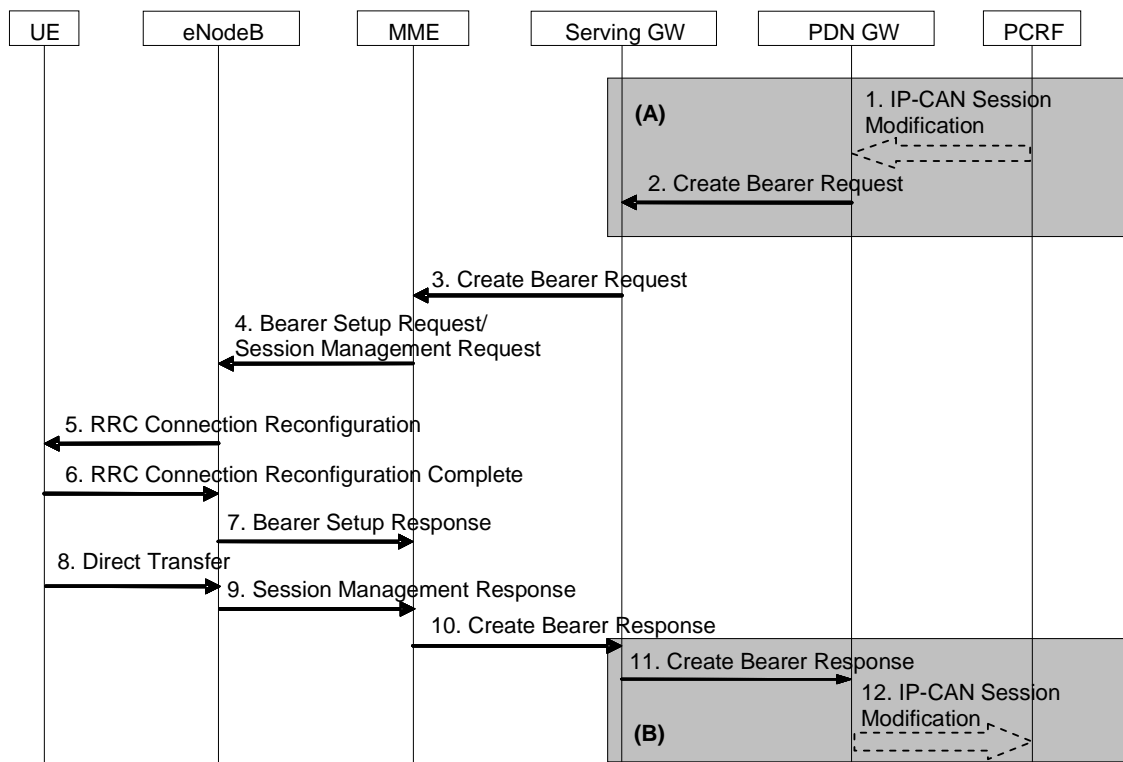 UE
eNodeB
MME
Serving GW
PDN GW
PCRF
(A)
1. IP-CAN Session
Modification
2. Create Bearer Request
3. Create Bearer Request
4. Bearer Setup Request/
Session Management Request
5. RRC Connection Reconfiguration
6. RRC Connection Reconfiguration Complete
7. Bearer Setup Response
8. Direct Transfer
9. Session Management Response
10. Create Bearer Response
11. Create Bearer Response
12. IP-CAN Session
Modification
(B)